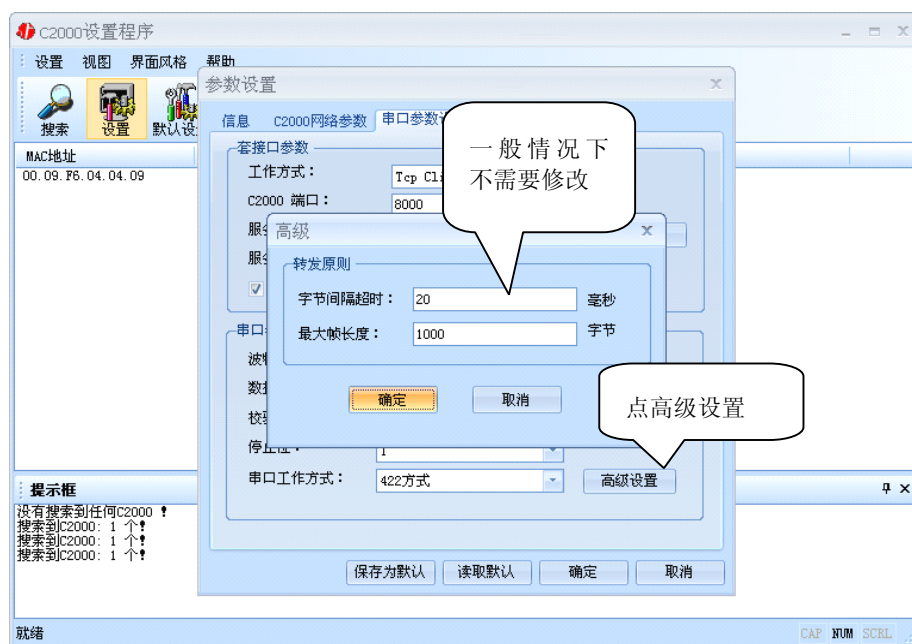 C2000设置程序
设置 视图 界面风格 帮助
搜索 设置 默认设
参数设置
信息 C2000网络参数 串口参数
MAC地址
00.09.F6.04.04.09
套接口参数
工作方式： Tcp Cli
C2000 端口： 8000
服务
服务
一般情况下
不需要修改
高级
转发原则
字节间隔超时： 20 毫秒
最大帧长度： 1000 字节
确定 取消
串口
波特
数据
校验
停止位： 1
点高级设置
串口工作方式： 422方式 高级设置
保存为默认 读取默认 确定 取消
提示框
没有搜索到任何C2000 !
搜索到C2000: 1 个!
搜索到C2000: 1 个!
搜索到C2000: 1 个!
就绪 CAP NUM SCRL